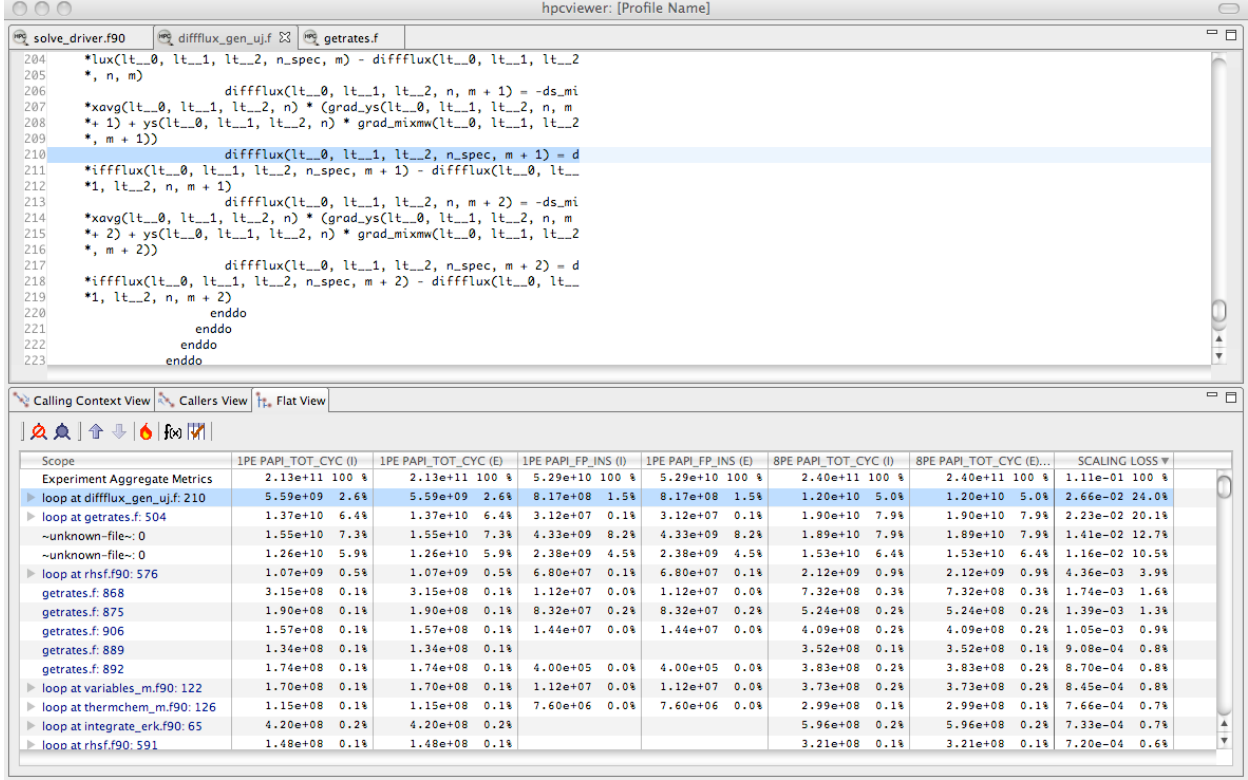 hpcviewer: [Profile Name]
solve_driver.f90 diffflux_gen_uj.f getrates.f
204 *lux(lt__0, lt__1, lt__2, n_spec, m) - diffflux(lt__0, lt__1, lt__2
205 *, n, m)
206 diffflux(lt__0, lt__1, lt__2, n, m + 1) = -ds_mi
207 *xavg(lt__0, lt__1, lt__2, n) * (grad_ys(lt__0, lt__1, lt__2, n, m
208 *+ 1) + ys(lt__0, lt__1, lt__2, n) * grad_mixmw(lt__0, lt__1, lt__2
209 *, m + 1))
210 diffflux(lt__0, lt__1, lt__2, n_spec, m + 1) = d
211 *iffflux(lt__0, lt__1, lt__2, n_spec, m + 1) - diffflux(lt__0, lt__
212 *1, lt__2, n, m + 1)
213 diffflux(lt__0, lt__1, lt__2, n, m + 2) = -ds_mi
214 *xavg(lt__0, lt__1, lt__2, n) * (grad_ys(lt__0, lt__1, lt__2, n, m
215 *+ 2) + ys(lt__0, lt__1, lt__2, n) * grad_mixmw(lt__0, lt__1, lt__2
216 *, m + 2))
217 diffflux(lt__0, lt__1, lt__2, n_spec, m + 2) = d
218 *iffflux(lt__0, lt__1, lt__2, n_spec, m + 2) - diffflux(lt__0, lt__
219 *1, lt__2, n, m + 2)
220 enddo
221 enddo
222 enddo
223 enddo
Calling Context View Callers View Flat View
f(x)
Scope 1PE PAPI_TOT_CYC (I) 1PE PAPI_TOT_CYC (E) 1PE PAPI_FP_INS (I) 1PE PAPI_FP_INS (E) 8PE PAPI_TOT_CYC (I) 8PE PAPI_TOT_CYC (E)... SCALING LOSS
Experiment Aggregate Metrics 2.13e+11 100 % 2.13e+11 100 % 5.29e+10 100 % 5.29e+10 100 % 2.40e+11 100 % 2.40e+11 100 % 1.11e-01 100 %
loop at diffflux_gen_uj.f: 210 5.59e+09 2.6% 5.59e+09 2.6% 8.17e+08 1.5% 8.17e+08 1.5% 1.20e+10 5.0% 1.20e+10 5.0% 2.66e-02 24.0%
loop at getrates.f: 504 1.37e+10 6.4% 1.37e+10 6.4% 3.12e+07 0.1% 3.12e+07 0.1% 1.90e+10 7.9% 1.90e+10 7.9% 2.23e-02 20.1%
~unknown-file~: 0 1.55e+10 7.3% 1.55e+10 7.3% 4.33e+09 8.2% 4.33e+09 8.2% 1.89e+10 7.9% 1.89e+10 7.9% 1.41e-02 12.7%
~unknown-file~: 0 1.26e+10 5.9% 1.26e+10 5.9% 2.38e+09 4.5% 2.38e+09 4.5% 1.53e+10 6.4% 1.53e+10 6.4% 1.16e-02 10.5%
loop at rhsf.f90: 576 1.07e+09 0.5% 1.07e+09 0.5% 6.80e+07 0.1% 6.80e+07 0.1% 2.12e+09 0.9% 2.12e+09 0.9% 4.36e-03 3.9%
getrates.f: 868 3.15e+08 0.1% 3.15e+08 0.1% 1.12e+07 0.0% 1.12e+07 0.0% 7.32e+08 0.3% 7.32e+08 0.3% 1.74e-03 1.6%
getrates.f: 875 1.90e+08 0.1% 1.90e+08 0.1% 8.32e+07 0.2% 8.32e+07 0.2% 5.24e+08 0.2% 5.24e+08 0.2% 1.39e-03 1.3%
getrates.f: 906 1.57e+08 0.1% 1.57e+08 0.1% 1.44e+07 0.0% 1.44e+07 0.0% 4.09e+08 0.2% 4.09e+08 0.2% 1.05e-03 0.9%
getrates.f: 889 1.34e+08 0.1% 1.34e+08 0.1% 3.52e+08 0.1% 3.52e+08 0.1% 9.08e-04 0.8%
getrates.f: 892 1.74e+08 0.1% 1.74e+08 0.1% 4.00e+05 0.0% 4.00e+05 0.0% 3.83e+08 0.2% 3.83e+08 0.2% 8.70e-04 0.8%
loop at variables_m.f90: 122 1.70e+08 0.1% 1.70e+08 0.1% 1.12e+07 0.0% 1.12e+07 0.0% 3.73e+08 0.2% 3.73e+08 0.2% 8.45e-04 0.8%
loop at thermchem_m.f90: 126 1.15e+08 0.1% 1.15e+08 0.1% 7.60e+06 0.0% 7.60e+06 0.0% 2.99e+08 0.1% 2.99e+08 0.1% 7.66e-04 0.7%
loop at integrate_erk.f90: 65 4.20e+08 0.2% 4.20e+08 0.2% 5.96e+08 0.2% 5.96e+08 0.2% 7.33e-04 0.7%
loop at rhsf.f90: 591 1.48e+08 0.1% 1.48e+08 0.1% 3.21e+08 0.1% 3.21e+08 0.1% 7.20e-04 0.6%